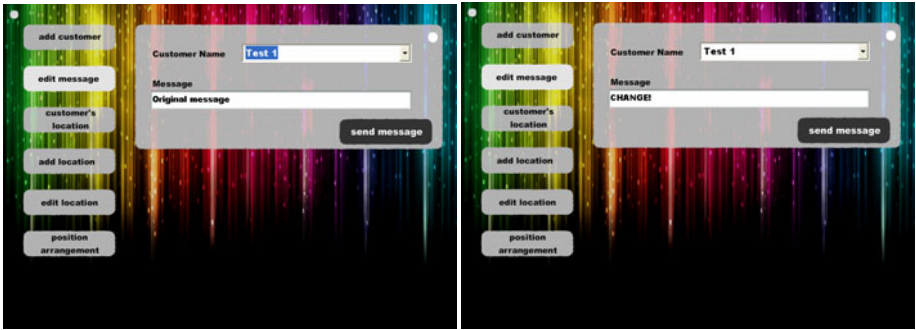 add customer
edit message
customer's
location
add location
edit location
position
arrangement
Customer Name Test 1
Message
Original message
send message
add customer
edit message
customer's
location
add location
edit location
position
arrangement
Customer Name Test 1
Message
CHANGE!
send message